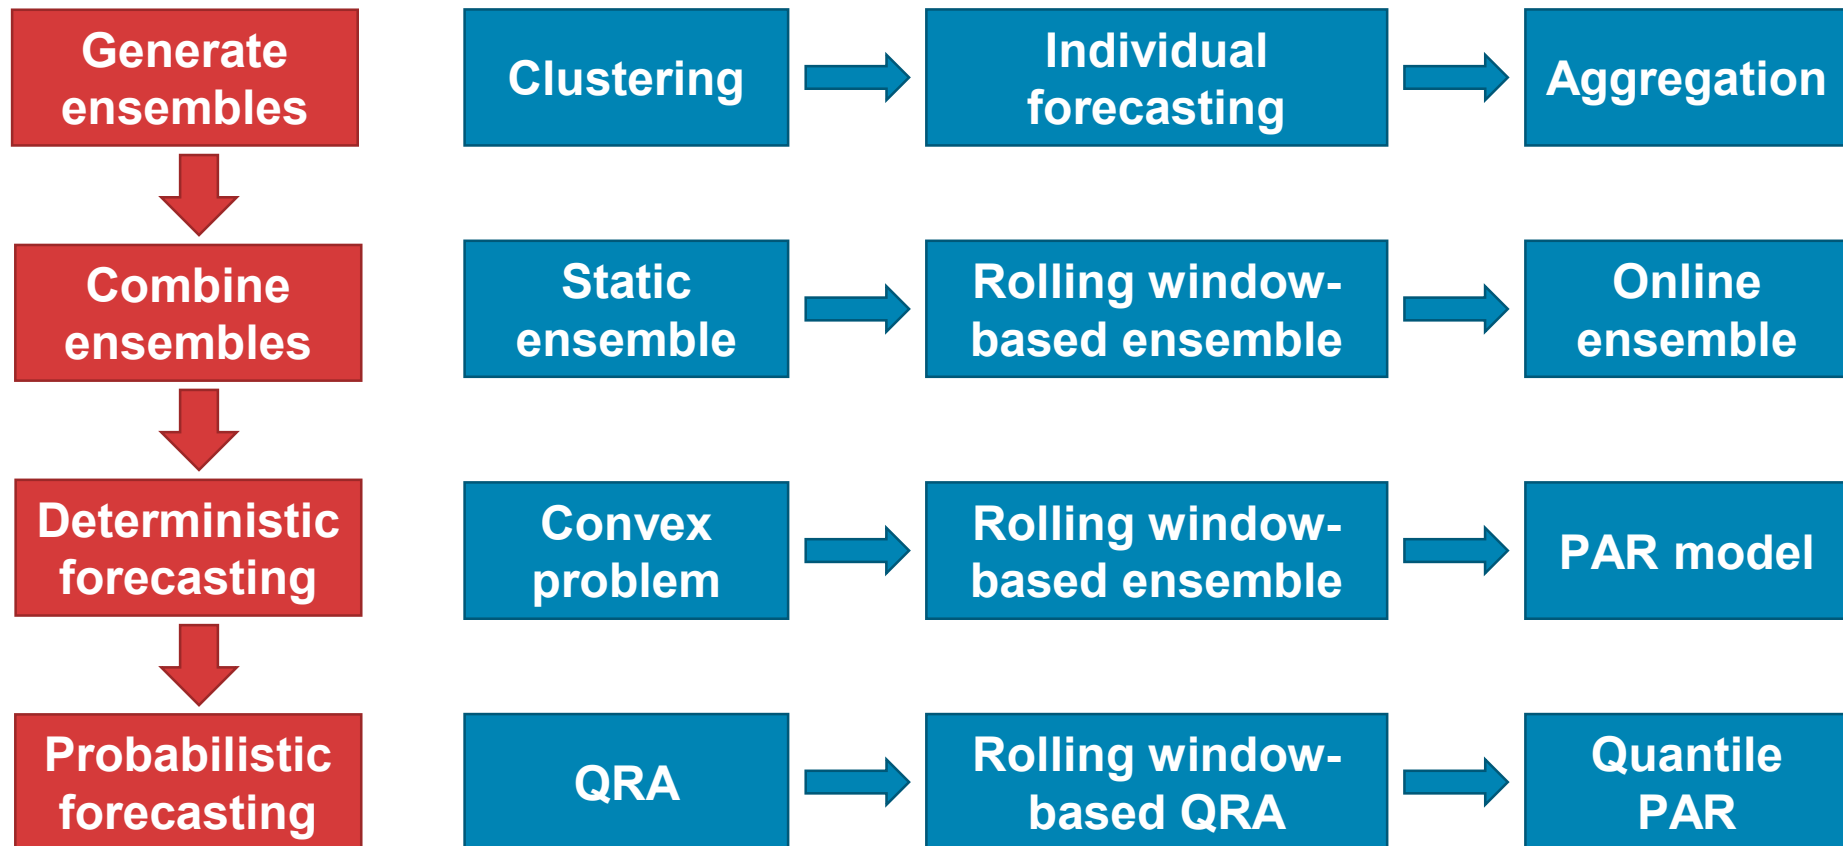 Generate
ensembles
Clustering
Individual
forecasting
Aggregation
Combine
ensembles
Static
ensemble
Rolling window-
based ensemble
Online
ensemble
Deterministic
forecasting
Convex
problem
Rolling window-
based ensemble
PAR model
Probabilistic
forecasting
QRA
Rolling window-
based QRA
Quantile
PAR